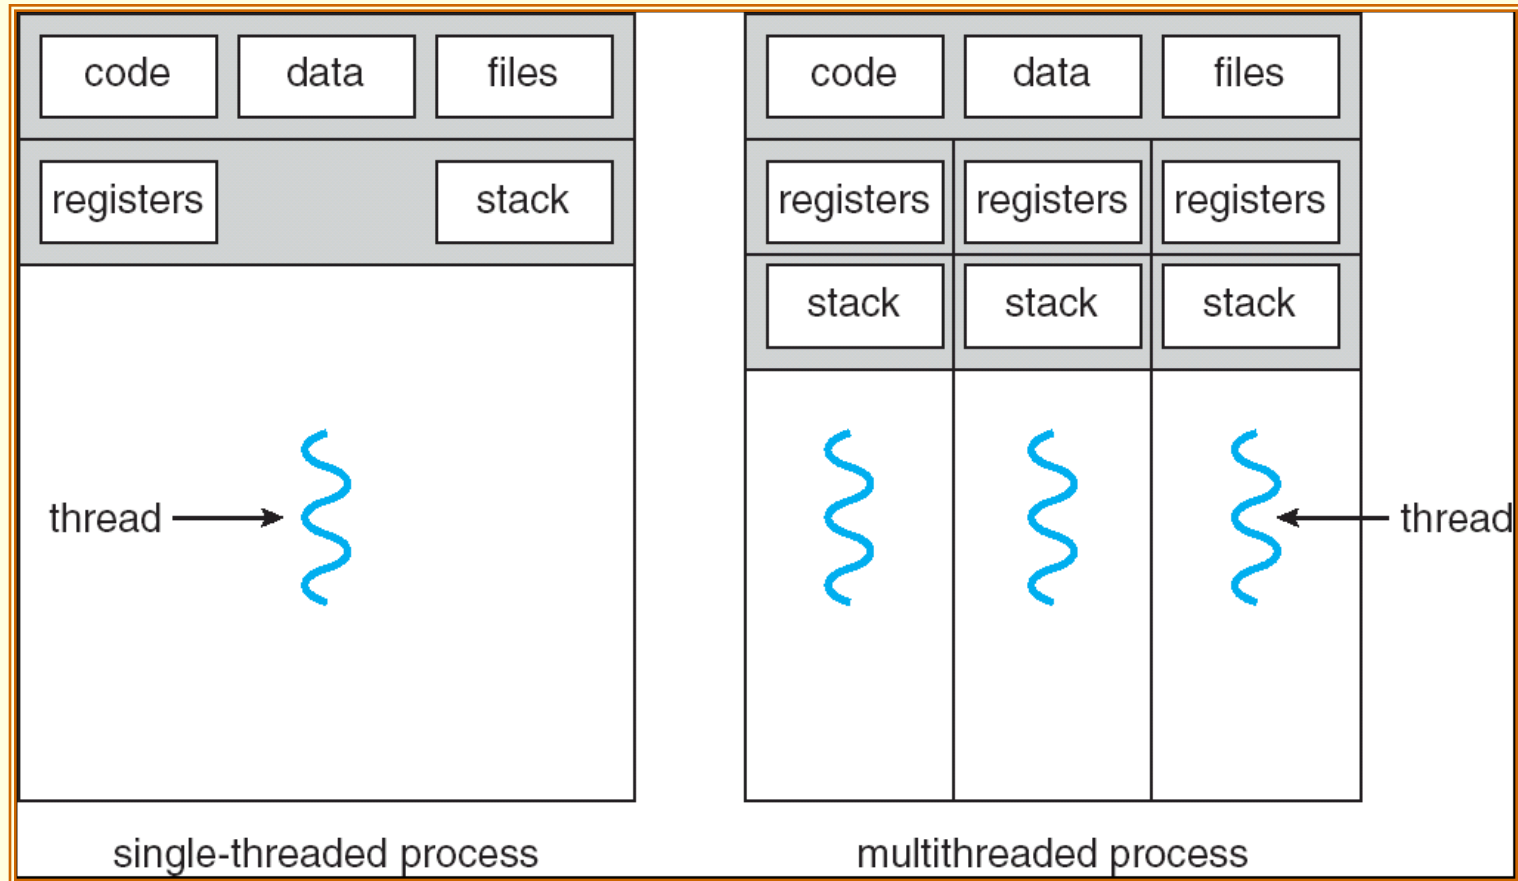 code data files
registers stack
thread
single-threaded process
code data files
registers registers registers
stack stack stack
thread
multithreaded process